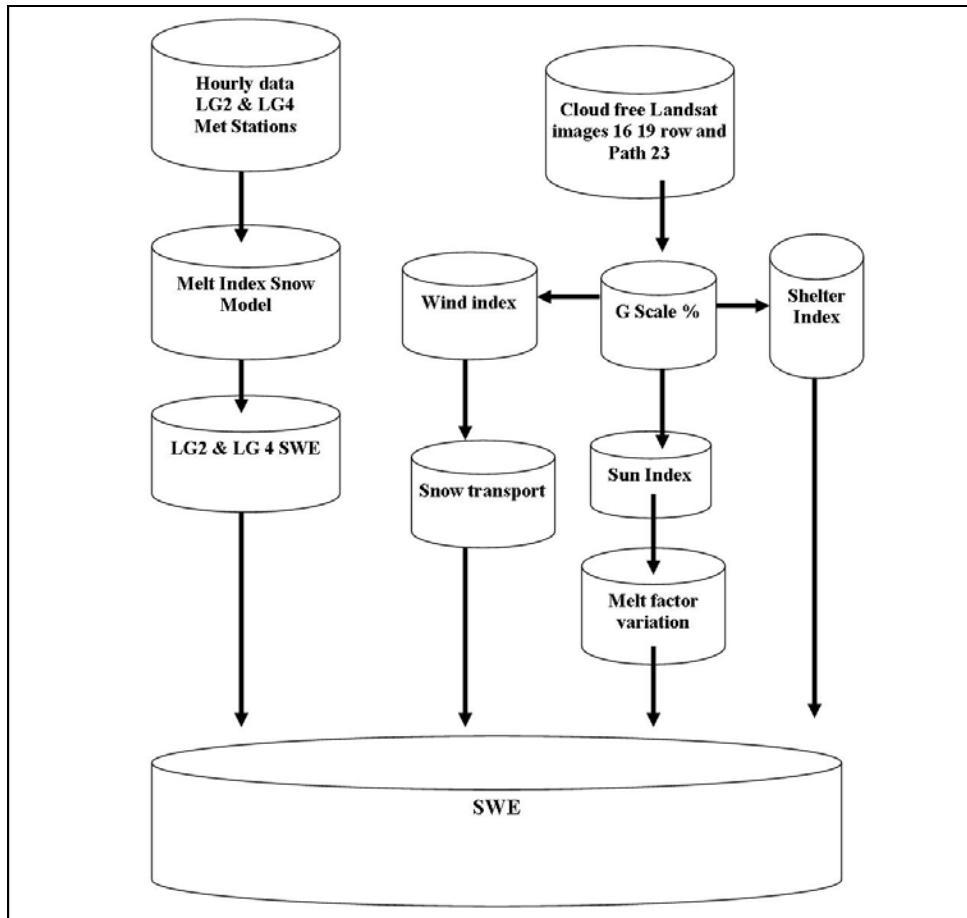 Hourly data
LG2 & LG4
Met Stations
Cloud free Landsat
images 16 19 row and
Path 23
Melt Index Snow
Model
Wind index
G Scale %
Shelter
Index
LG2 & LG 4 SWE
Snow transport
Sun Index
Melt factor
variation
SWE